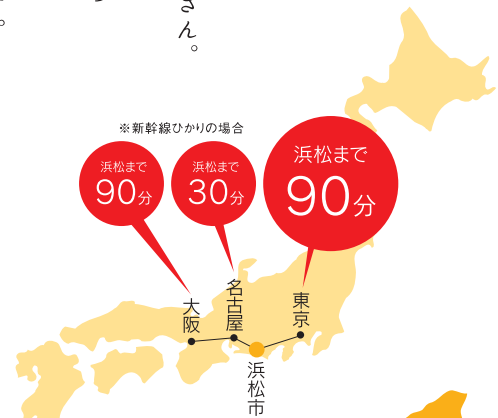 さん。
。
※新幹線ひかりの場合
浜松まで
90分
浜松まで
30分
浜松まで
90分
大阪
名古屋
東京
浜松市